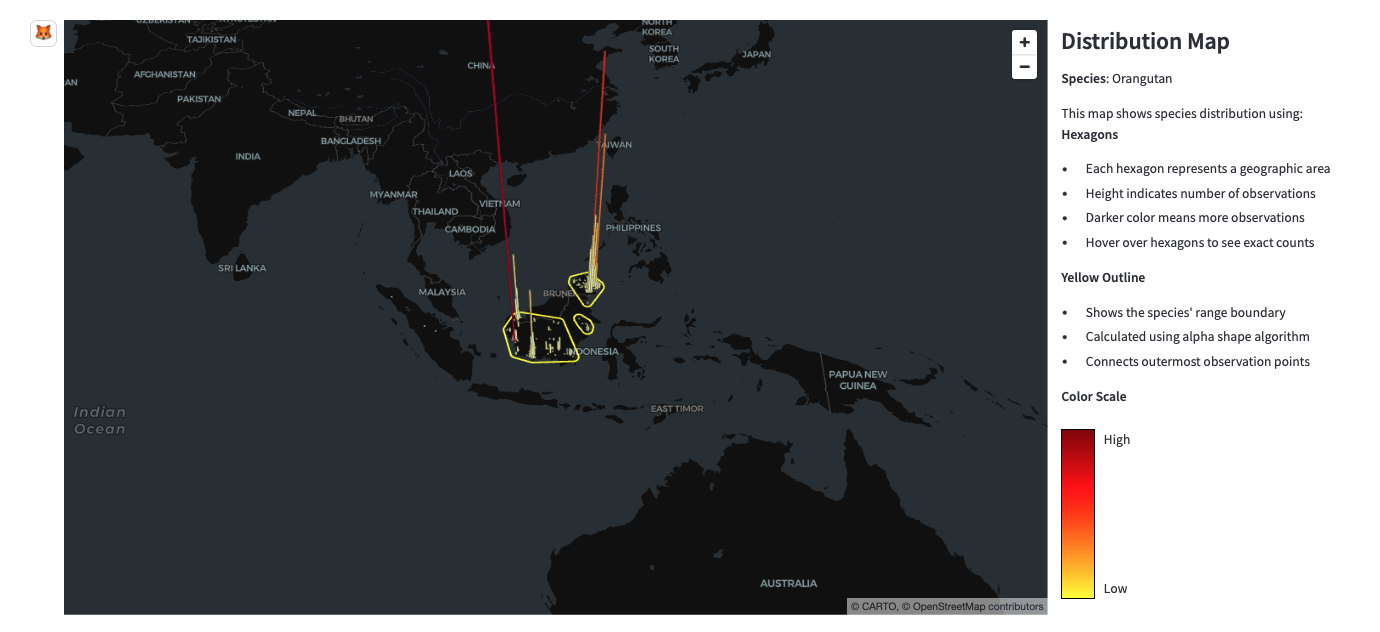 UZBEKISTAN
KYRGYZSTAN
TAJIKISTAN
AFGHANISTAN
AN
PAKISTAN
NEPAL
BHUTAN
BANGLADESH
INDIA
MYANMAR
LAOS
THAILAND
VIETNAM
CAMBODIA
SRI LANKA
MALAYSIA
CHINA
NORTH
KOREA
SOUTH
KOREA
JAPAN
TAIWAN
PHILIPPINES
BRUNEI
INDONESIA
PAPUA NEW
GUINEA
EAST TIMOR
Indian
Ocean
AUSTRALIA
+
−
© CARTO, © OpenStreetMap contributors
Distribution Map
Species: Orangutan
This map shows species distribution using:
Hexagons
• Each hexagon represents a geographic area
• Height indicates number of observations
• Darker color means more observations
• Hover over hexagons to see exact counts
Yellow Outline
• Shows the species' range boundary
• Calculated using alpha shape algorithm
• Connects outermost observation points
Color Scale
High
Low